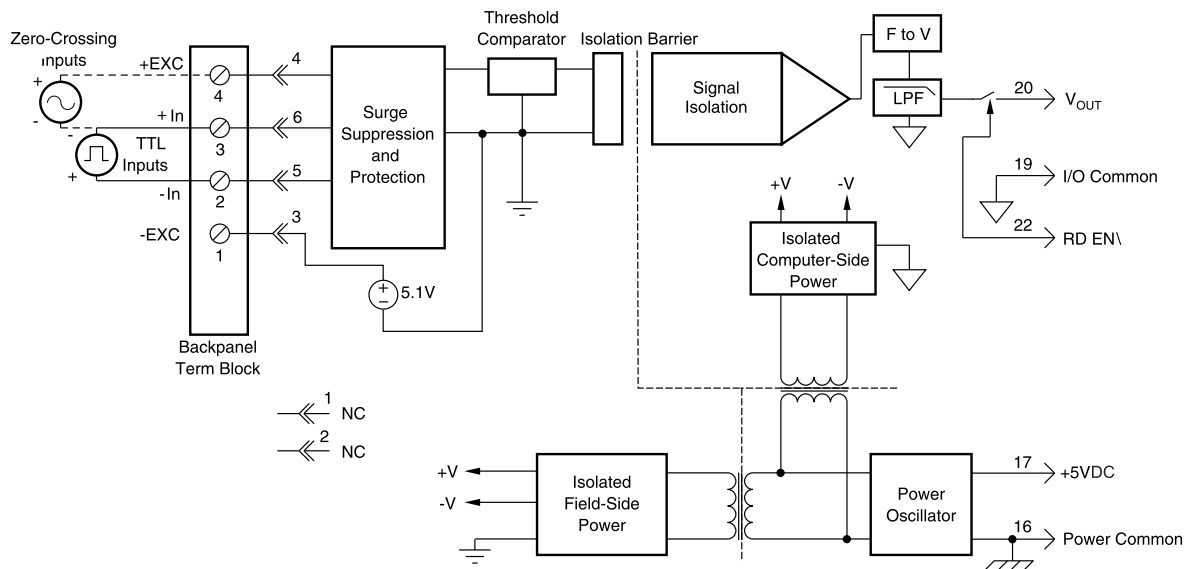 Zero-Crossing
Inputs
+
-
-
+
TTL
Inputs
+EXC
+ In
-In
-EXC
4
3
2
1
4
6
5
3
Backpanel
Term Block
Surge
Suppression
and
Protection
+
−
5.1V
Threshold
Comparator
Isolation Barrier
Signal
Isolation
F to V
LPF
20
VOUT
19
I/O Common
22
RD EN\
+V
-V
Isolated
Computer-Side
Power
1
NC
2
NC
+V
-V
Isolated
Field-Side
Power
Power
Oscillator
17
+5VDC
16
Power Common